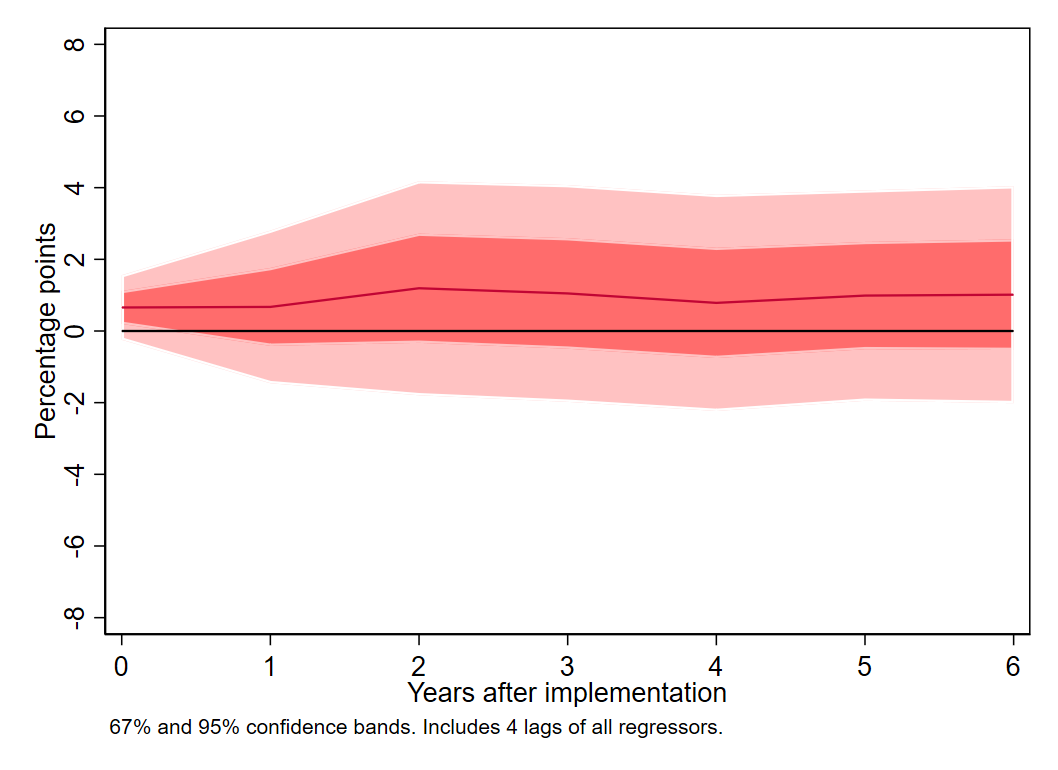 8
6
4
2
0
-2
-4
-6
-8
Percentage points
0 1 2 3 4 5 6
Years after implementation
67% and 95% confidence bands. Includes 4 lags of all regressors.